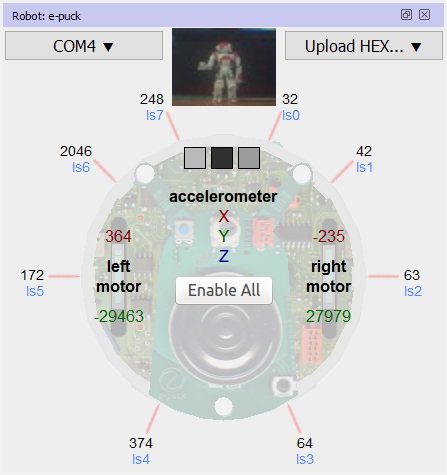 Robot: e-puck
COM4 ▼
Upload HEX... ▼
248
ls7
32
ls0
2046
ls6
42
ls1
accelerometer
X
Y
Z
364
left
motor
-29463
-235
right
motor
27979
172
ls5
63
ls2
Enable All
374
ls4
64
ls3